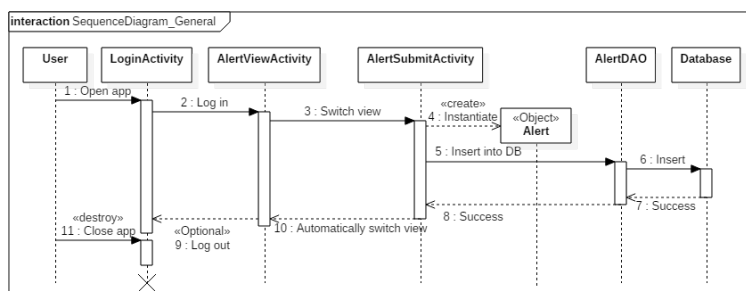 interaction SequenceDiagram_General
User
LoginActivity
AlertViewActivity
AlertSubmitActivity
AlertDAO
Database
1 : Open app
2 : Log in
3 : Switch view
«create»
4 : Instantiate
«Object»
Alert
5 : Insert into DB
6 : Insert
7 : Success
8 : Success
«destroy»
11 : Close app
«Optional»
9 : Log out
10 : Automatically switch view